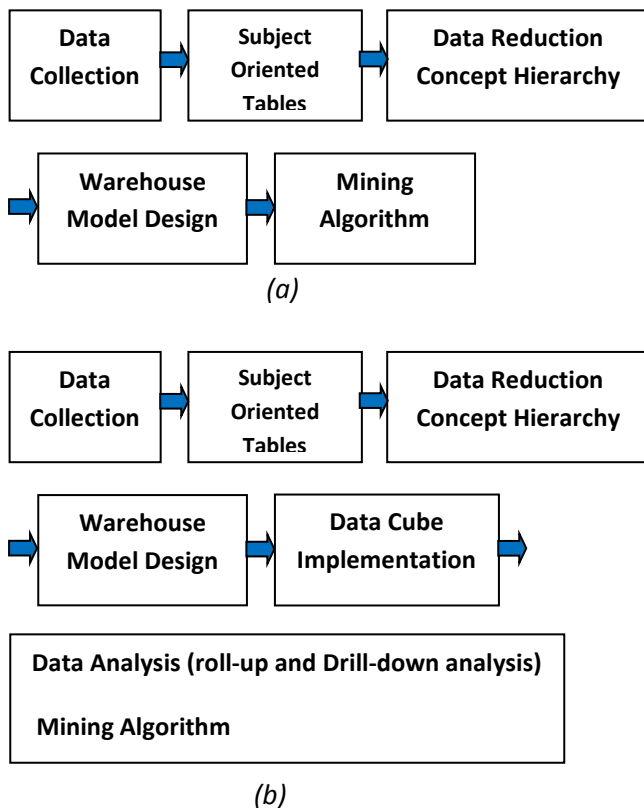 Data
Collection
Subject
Oriented
Tables
Data Reduction
Concept Hierarchy
Warehouse
Model Design
Mining
Algorithm
(a)
Data
Collection
Subject
Oriented
Tables
Data Reduction
Concept Hierarchy
Warehouse
Model Design
Data Cube
Implementation
Data Analysis (roll-up and Drill-down analysis)
Mining Algorithm
(b)